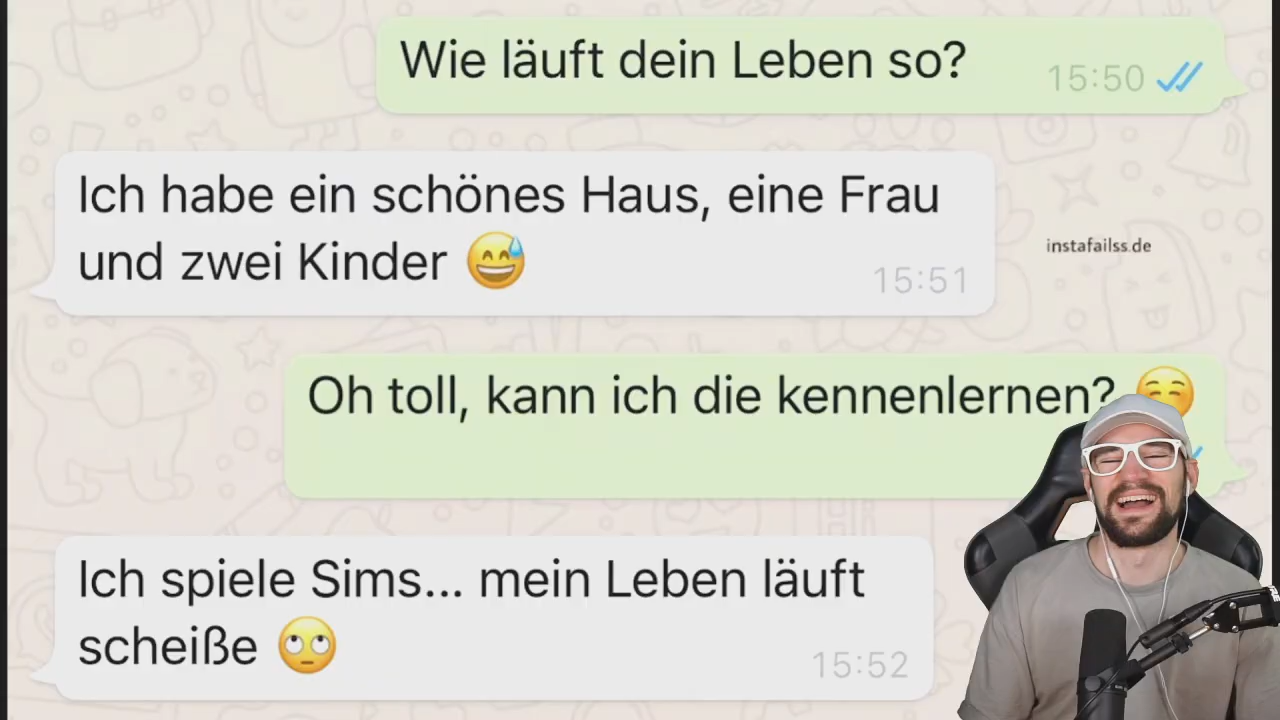 Wie läuft dein Leben so?
15:50
Ich habe ein schönes Haus, eine Frau
und zwei Kinder 😅
15:51
instafailss.de
Oh toll, kann ich die kennenlernen? ☺️
Ich spiele Sims... mein Leben läuft
scheiße 🙄
15:52